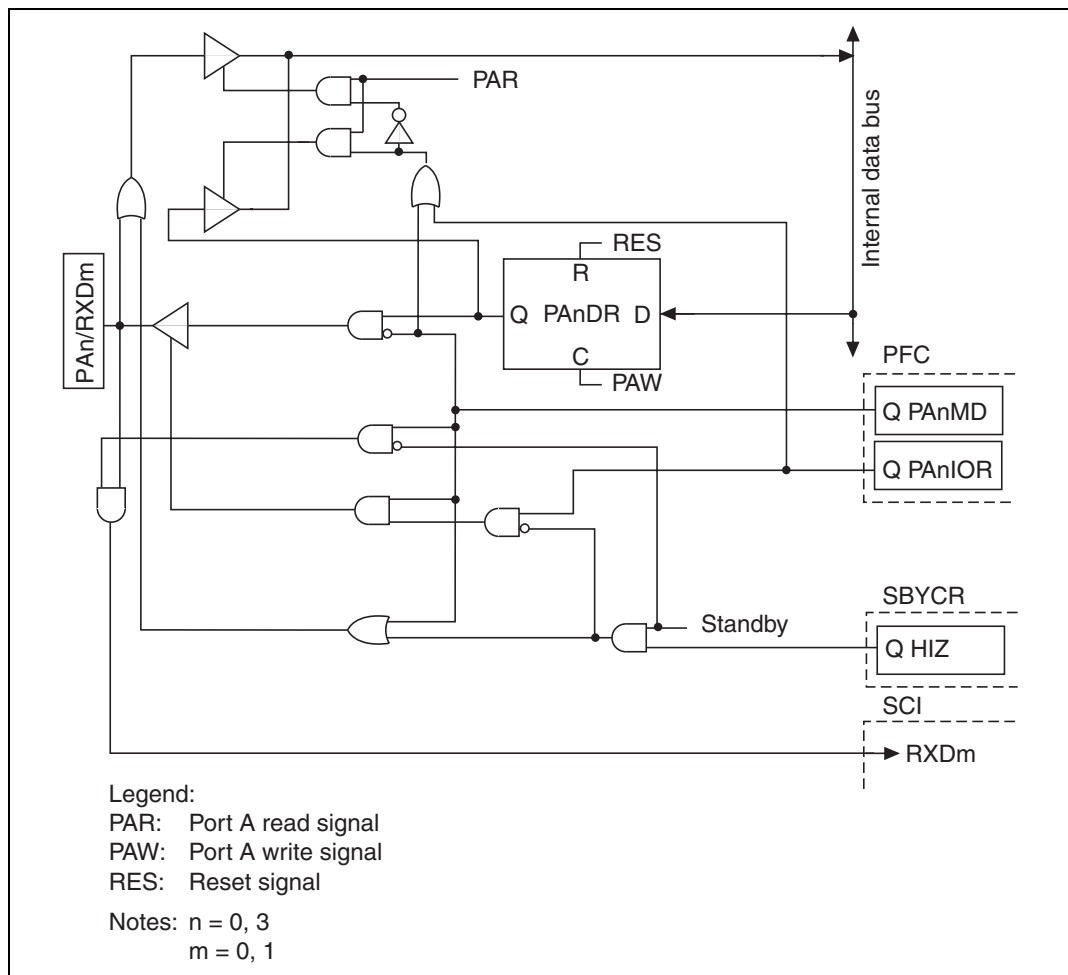 PAR
Internal data bus
RES
R
PAn/RXDm
Q PAnDR D
C
PAW
PFC
Q PAnMD
Q PAnIOR
SBYCR
Standby
Q HIZ
SCI
RXDm
Legend:
PAR: Port A read signal
PAW: Port A write signal
RES: Reset signal
Notes: n = 0, 3
m = 0, 1